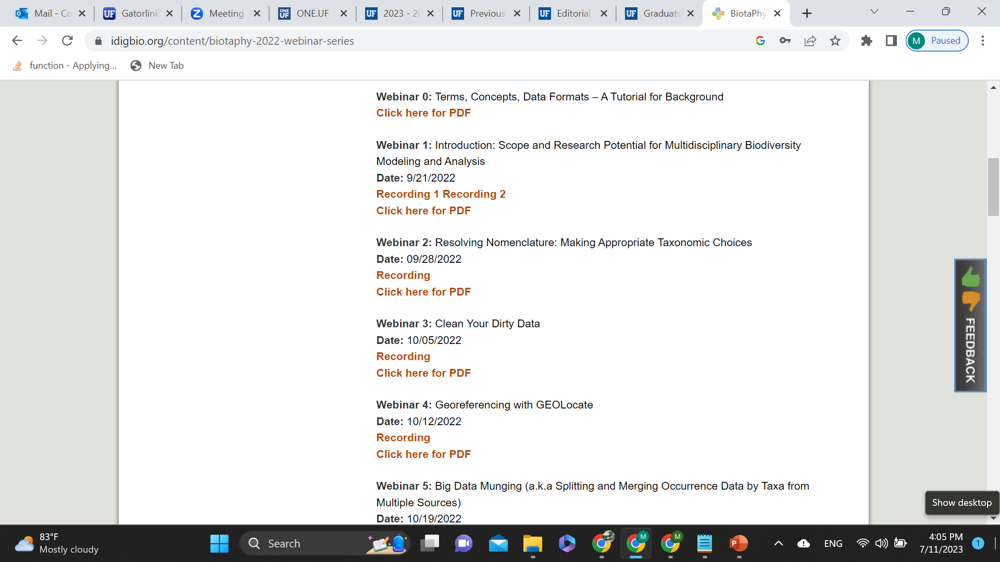 Mail - Co
Gatorlink
Meeting
ONE.UF
2023 - 20
Previous
Editorial
Graduate
BiotaPhy
idigbio.org/content/biotaphy-2022-webinar-series
M Paused
function - Applying...
New Tab
Webinar 0: Terms, Concepts, Data Formats – A Tutorial for Background
Click here for PDF
Webinar 1: Introduction: Scope and Research Potential for Multidisciplinary Biodiversity
Modeling and Analysis
Date: 9/21/2022
Recording 1 Recording 2
Click here for PDF
Webinar 2: Resolving Nomenclature: Making Appropriate Taxonomic Choices
Date: 09/28/2022
Recording
Click here for PDF
Webinar 3: Clean Your Dirty Data
Date: 10/05/2022
Recording
Click here for PDF
Webinar 4: Georeferencing with GEOLocate
Date: 10/12/2022
Recording
Click here for PDF
Webinar 5: Big Data Munging (a.k.a Splitting and Merging Occurrence Data by Taxa from
Multiple Sources)
Date: 10/19/2022
FEEDBACK
Show desktop
83°F
Mostly cloudy
Search
ENG
4:05 PM
7/11/2023
1